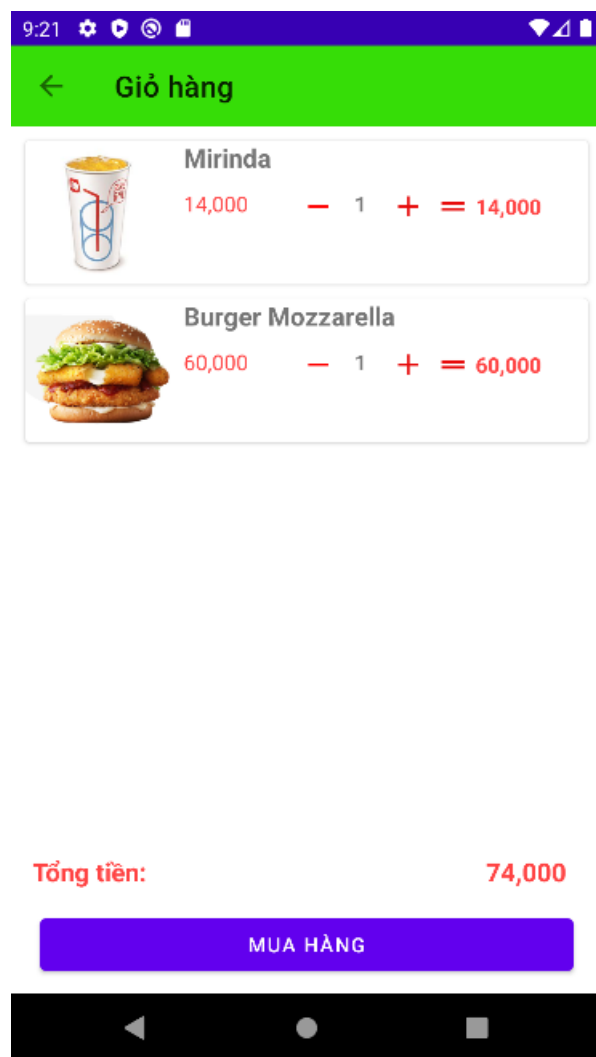 9:21
Giỏ hàng
Mirinda
14,000 − 1 + = 14,000
Burger Mozzarella
60,000 − 1 + = 60,000
Tổng tiền: 74,000
MUA HÀNG